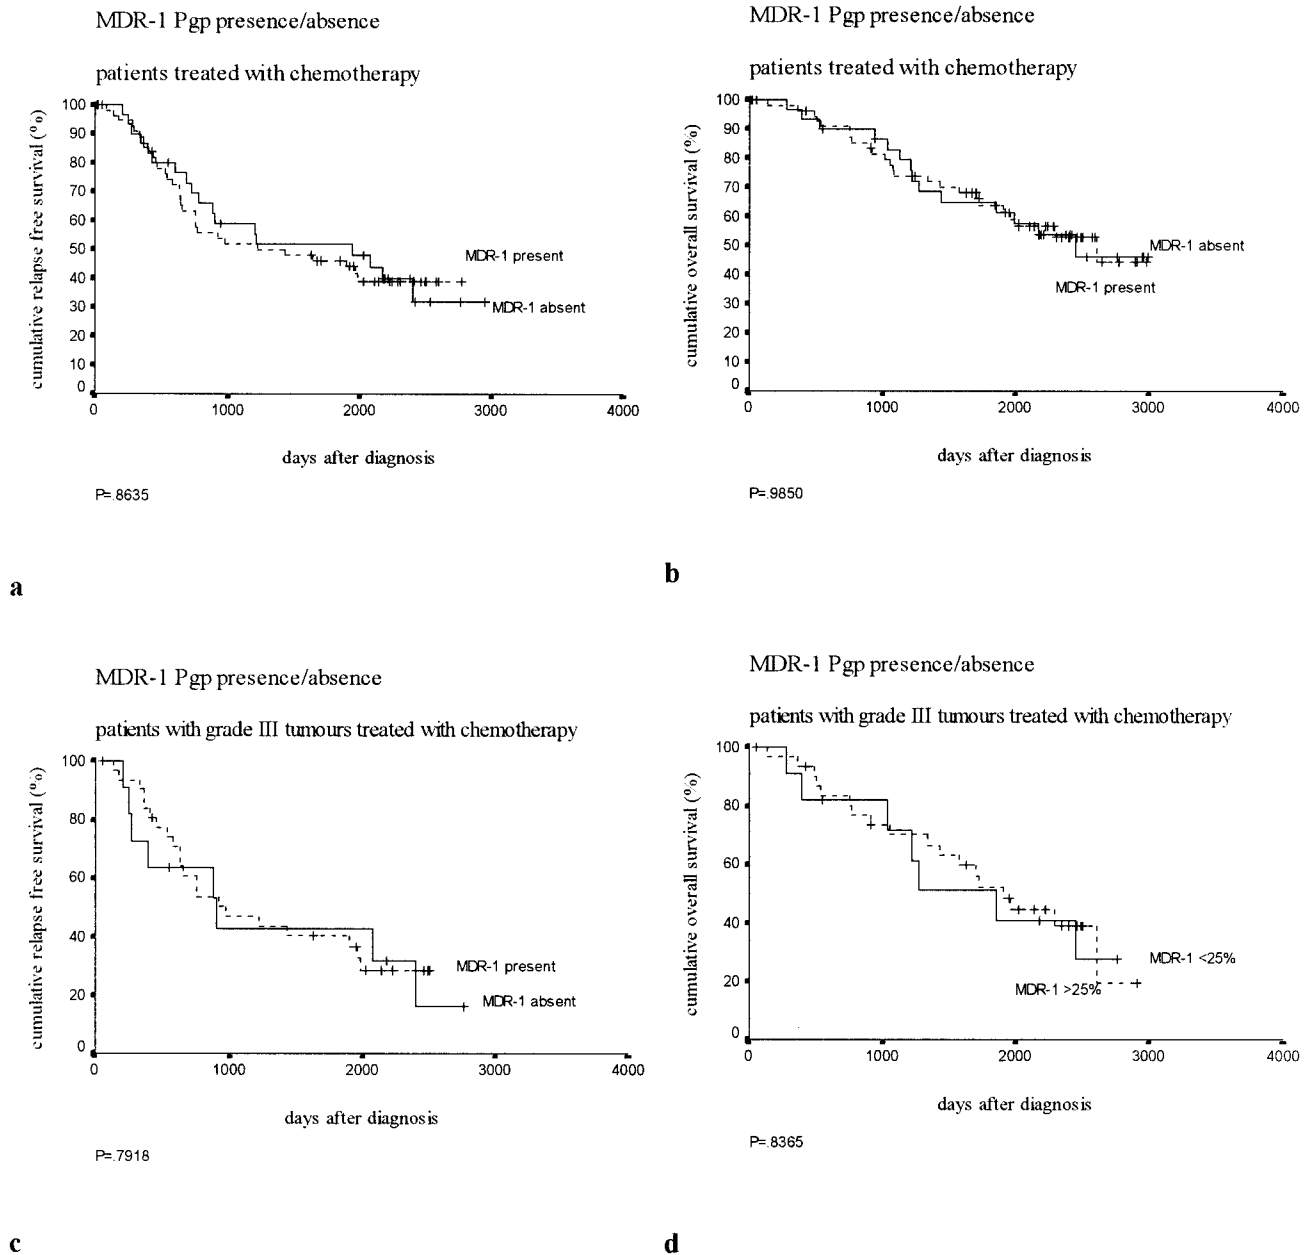 MDR-1 Pgp presence/absence
patients treated with chemotherapy
cumulative relapse free survival (%)
100
90
80
70
60
50
40
30
20
10
0
MDR-1 present
MDR-1 absent
0 1000 2000 3000 4000
days after diagnosis
P=.8635
a
MDR-1 Pgp presence/absence
patients treated with chemotherapy
cumulative overall survival (%)
100
90
80
70
60
50
40
30
20
10
0
MDR-1 absent
MDR-1 present
0 1000 2000 3000 4000
days after diagnosis
P=.9850
b
MDR-1 Pgp presence/absence
patients with grade III tumours treated with chemotherapy
cumulative relapse free survival (%)
100
80
60
40
20
0
MDR-1 present
MDR-1 absent
0 1000 2000 3000 4000
days after diagnosis
P=.7918
c
MDR-1 Pgp presence/absence
patients with grade III tumours treated with chemotherapy
cumulative overall survival (%)
100
80
60
40
20
0
MDR-1 <25%
MDR-1 >25%
0 1000 2000 3000 4000
days after diagnosis
P=.8365
d